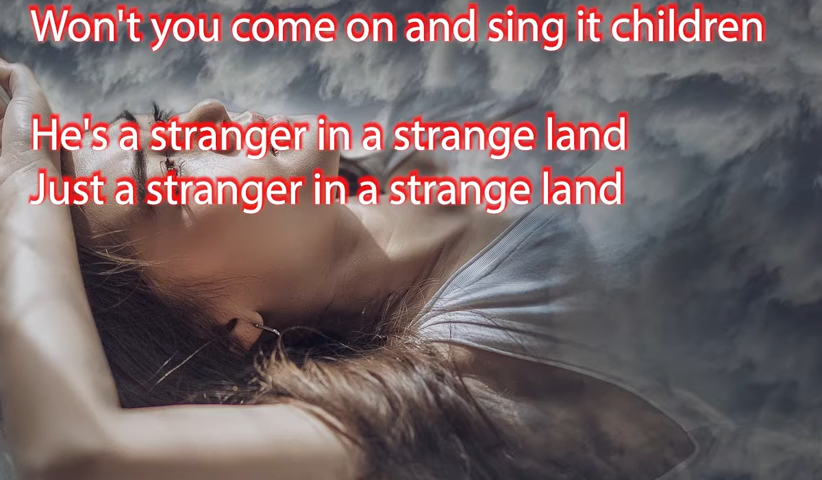 Won't you come on and sing it children
He's a stranger in a strange land
Just a stranger in a strange land